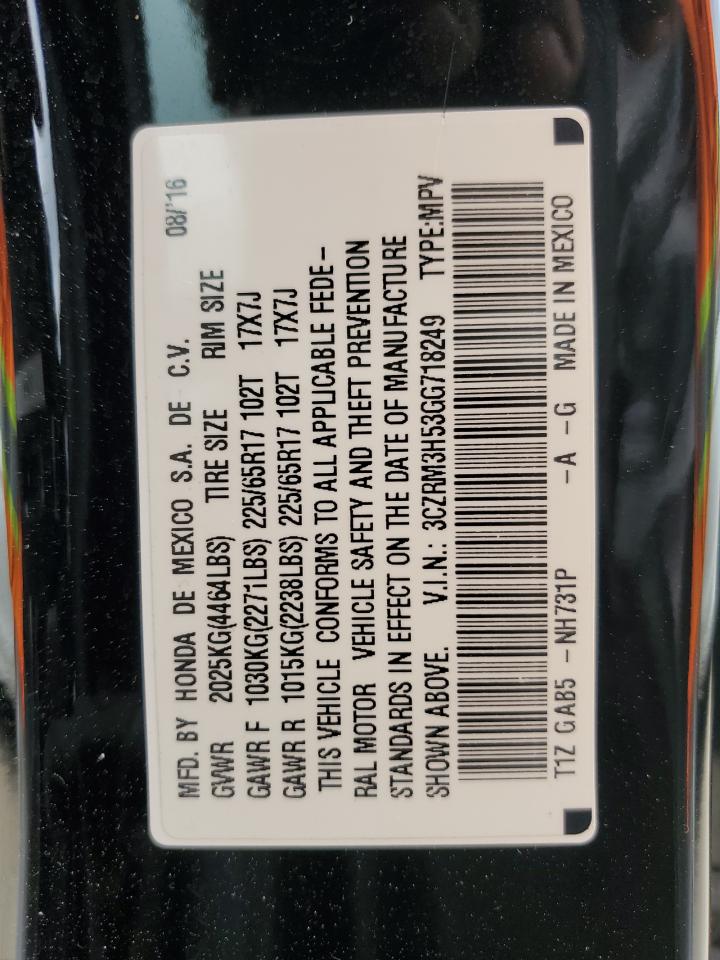 MFD. BY HONDA DE MEXICO S.A. DE C.V. 08/'16
GVWR 2025KG(4464LBS) TIRE SIZE RIM SIZE
GAWR F 1030KG(2271LBS) 225/65R17 102T 17X7J
GAWR R 1015KG(2238LBS) 225/65R17 102T 17X7J
THIS VEHICLE CONFORMS TO ALL APPLICABLE FEDE-
RAL MOTOR VEHICLE SAFETY AND THEFT PREVENTION
STANDARDS IN EFFECT ON THE DATE OF MANUFACTURE
SHOWN ABOVE. V.I.N.: 3CZRM3H53GG718249 TYPE:MPV
T1Z GAB5 -NH731P -A -G MADE IN MEXICO